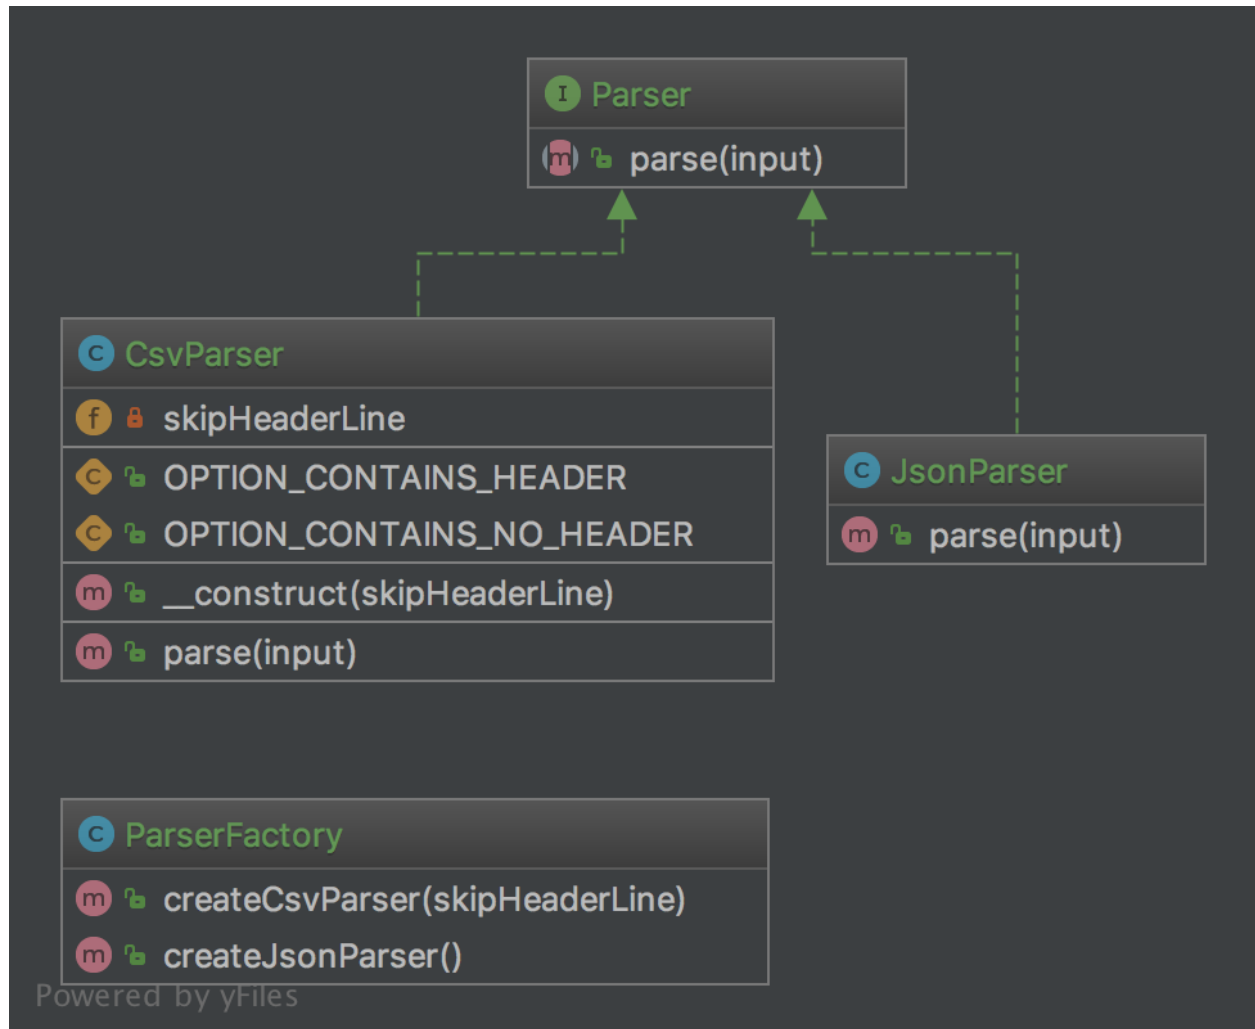 I Parser
m parse(input)
C CsvParser
f skipHeaderLine
C OPTION_CONTAINS_HEADER
C OPTION_CONTAINS_NO_HEADER
m __construct(skipHeaderLine)
m parse(input)
C JsonParser
m parse(input)
C ParserFactory
m createCsvParser(skipHeaderLine)
m createJsonParser()
Powered by yFiles